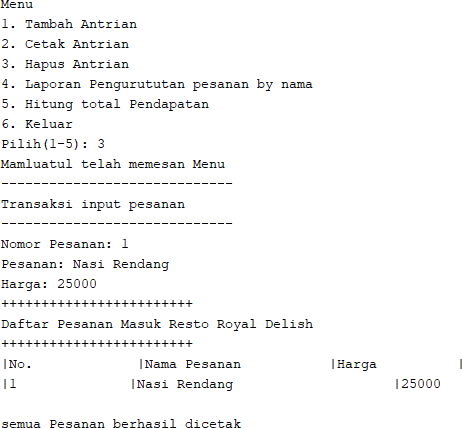 Menu
1. Tambah Antrian
2. Cetak Antrian
3. Hapus Antrian
4. Laporan Pengurututan pesanan by nama
5. Hitung total Pendapatan
6. Keluar
Pilih(1-5): 3
Mamluatul telah memesan Menu
-----------------------------
Transaksi input pesanan
-----------------------------
Nomor Pesanan: 1
Pesanan: Nasi Rendang
Harga: 25000
++++++++++++++++++++++++
Daftar Pesanan Masuk Resto Royal Delish
++++++++++++++++++++++++
|No.             |Nama Pesanan           |Harga          |
|1              |Nasi Rendang                    |25000
semua Pesanan berhasil dicetak